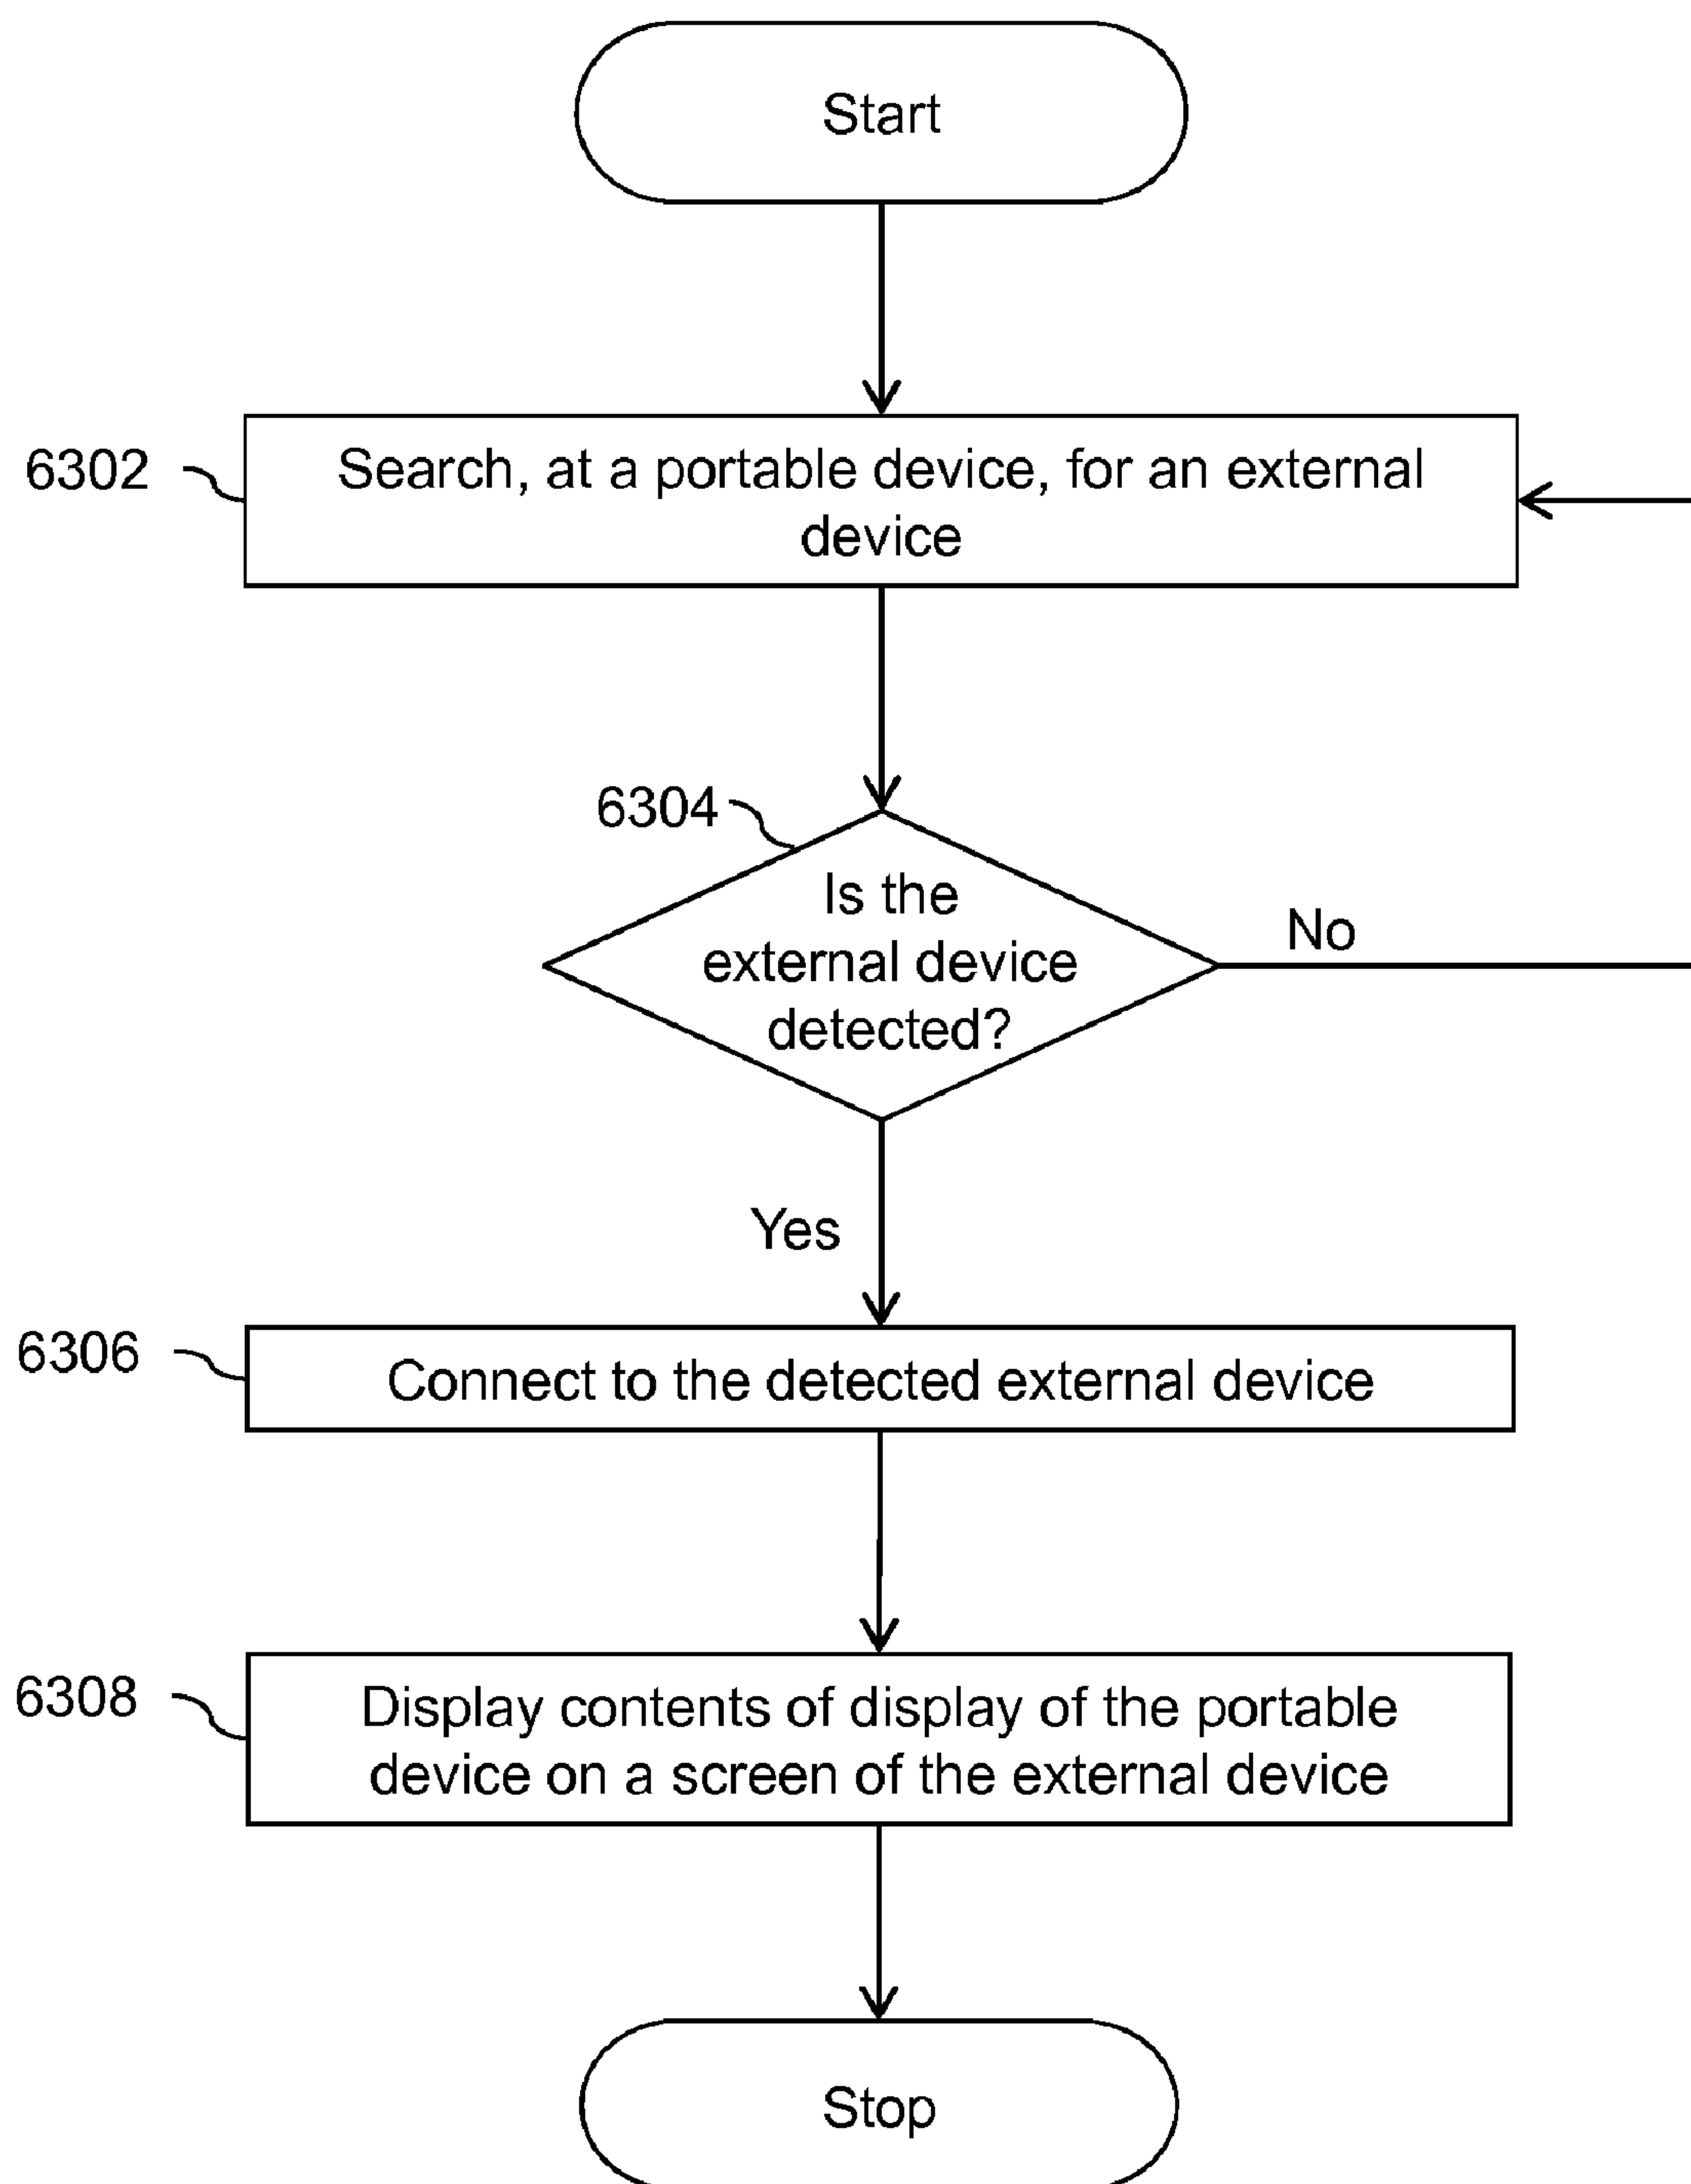 Start
6302
Search, at a portable device, for an external
device
6304
Is the
external device
detected?
No
Yes
6306
Connect to the detected external device
6308
Display contents of display of the portable
device on a screen of the external device
Stop